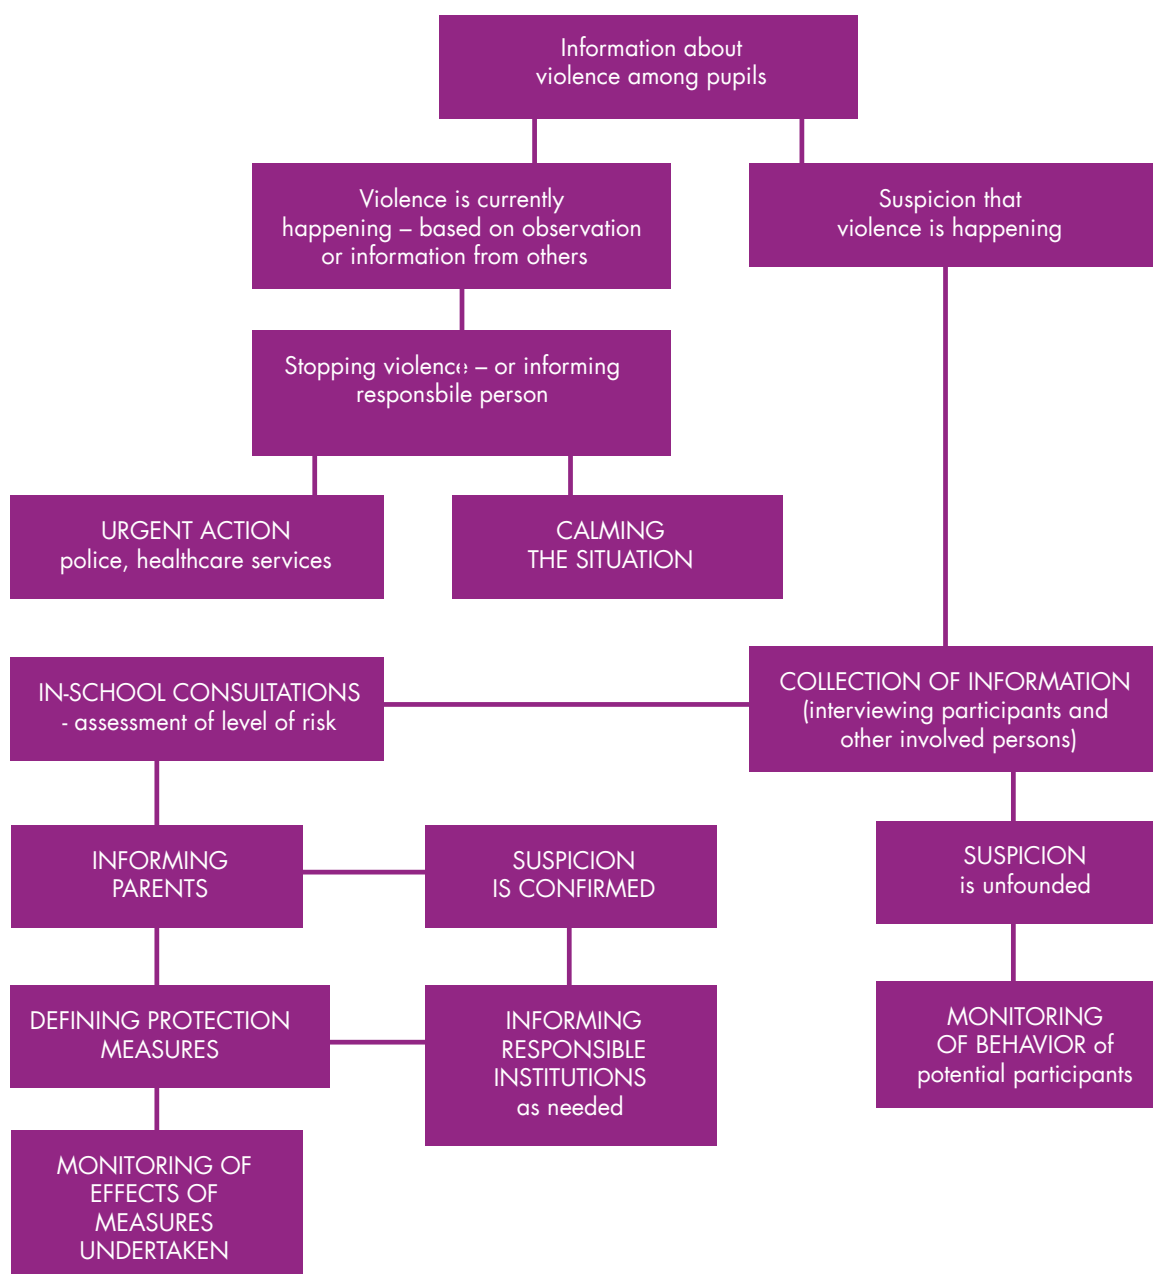 Information about
violence among pupils
Violence is currently
happening – based on observation
or information from others
Suspicion that
violence is happening
Stopping violence – or informing
responsbile person
URGENT ACTION
police, healthcare services
CALMING
THE SITUATION
IN-SCHOOL CONSULTATIONS
- assessment of level of risk
COLLECTION OF INFORMATION
(interviewing participants and
other involved persons)
INFORMING
PARENTS
SUSPICION
IS CONFIRMED
SUSPICION
is unfounded
DEFINING PROTECTION
MEASURES
INFORMING
RESPONSIBLE
INSTITUTIONS
as needed
MONITORING
OF BEHAVIOR of
potential participants
MONITORING OF
EFFECTS OF
MEASURES
UNDERTAKEN